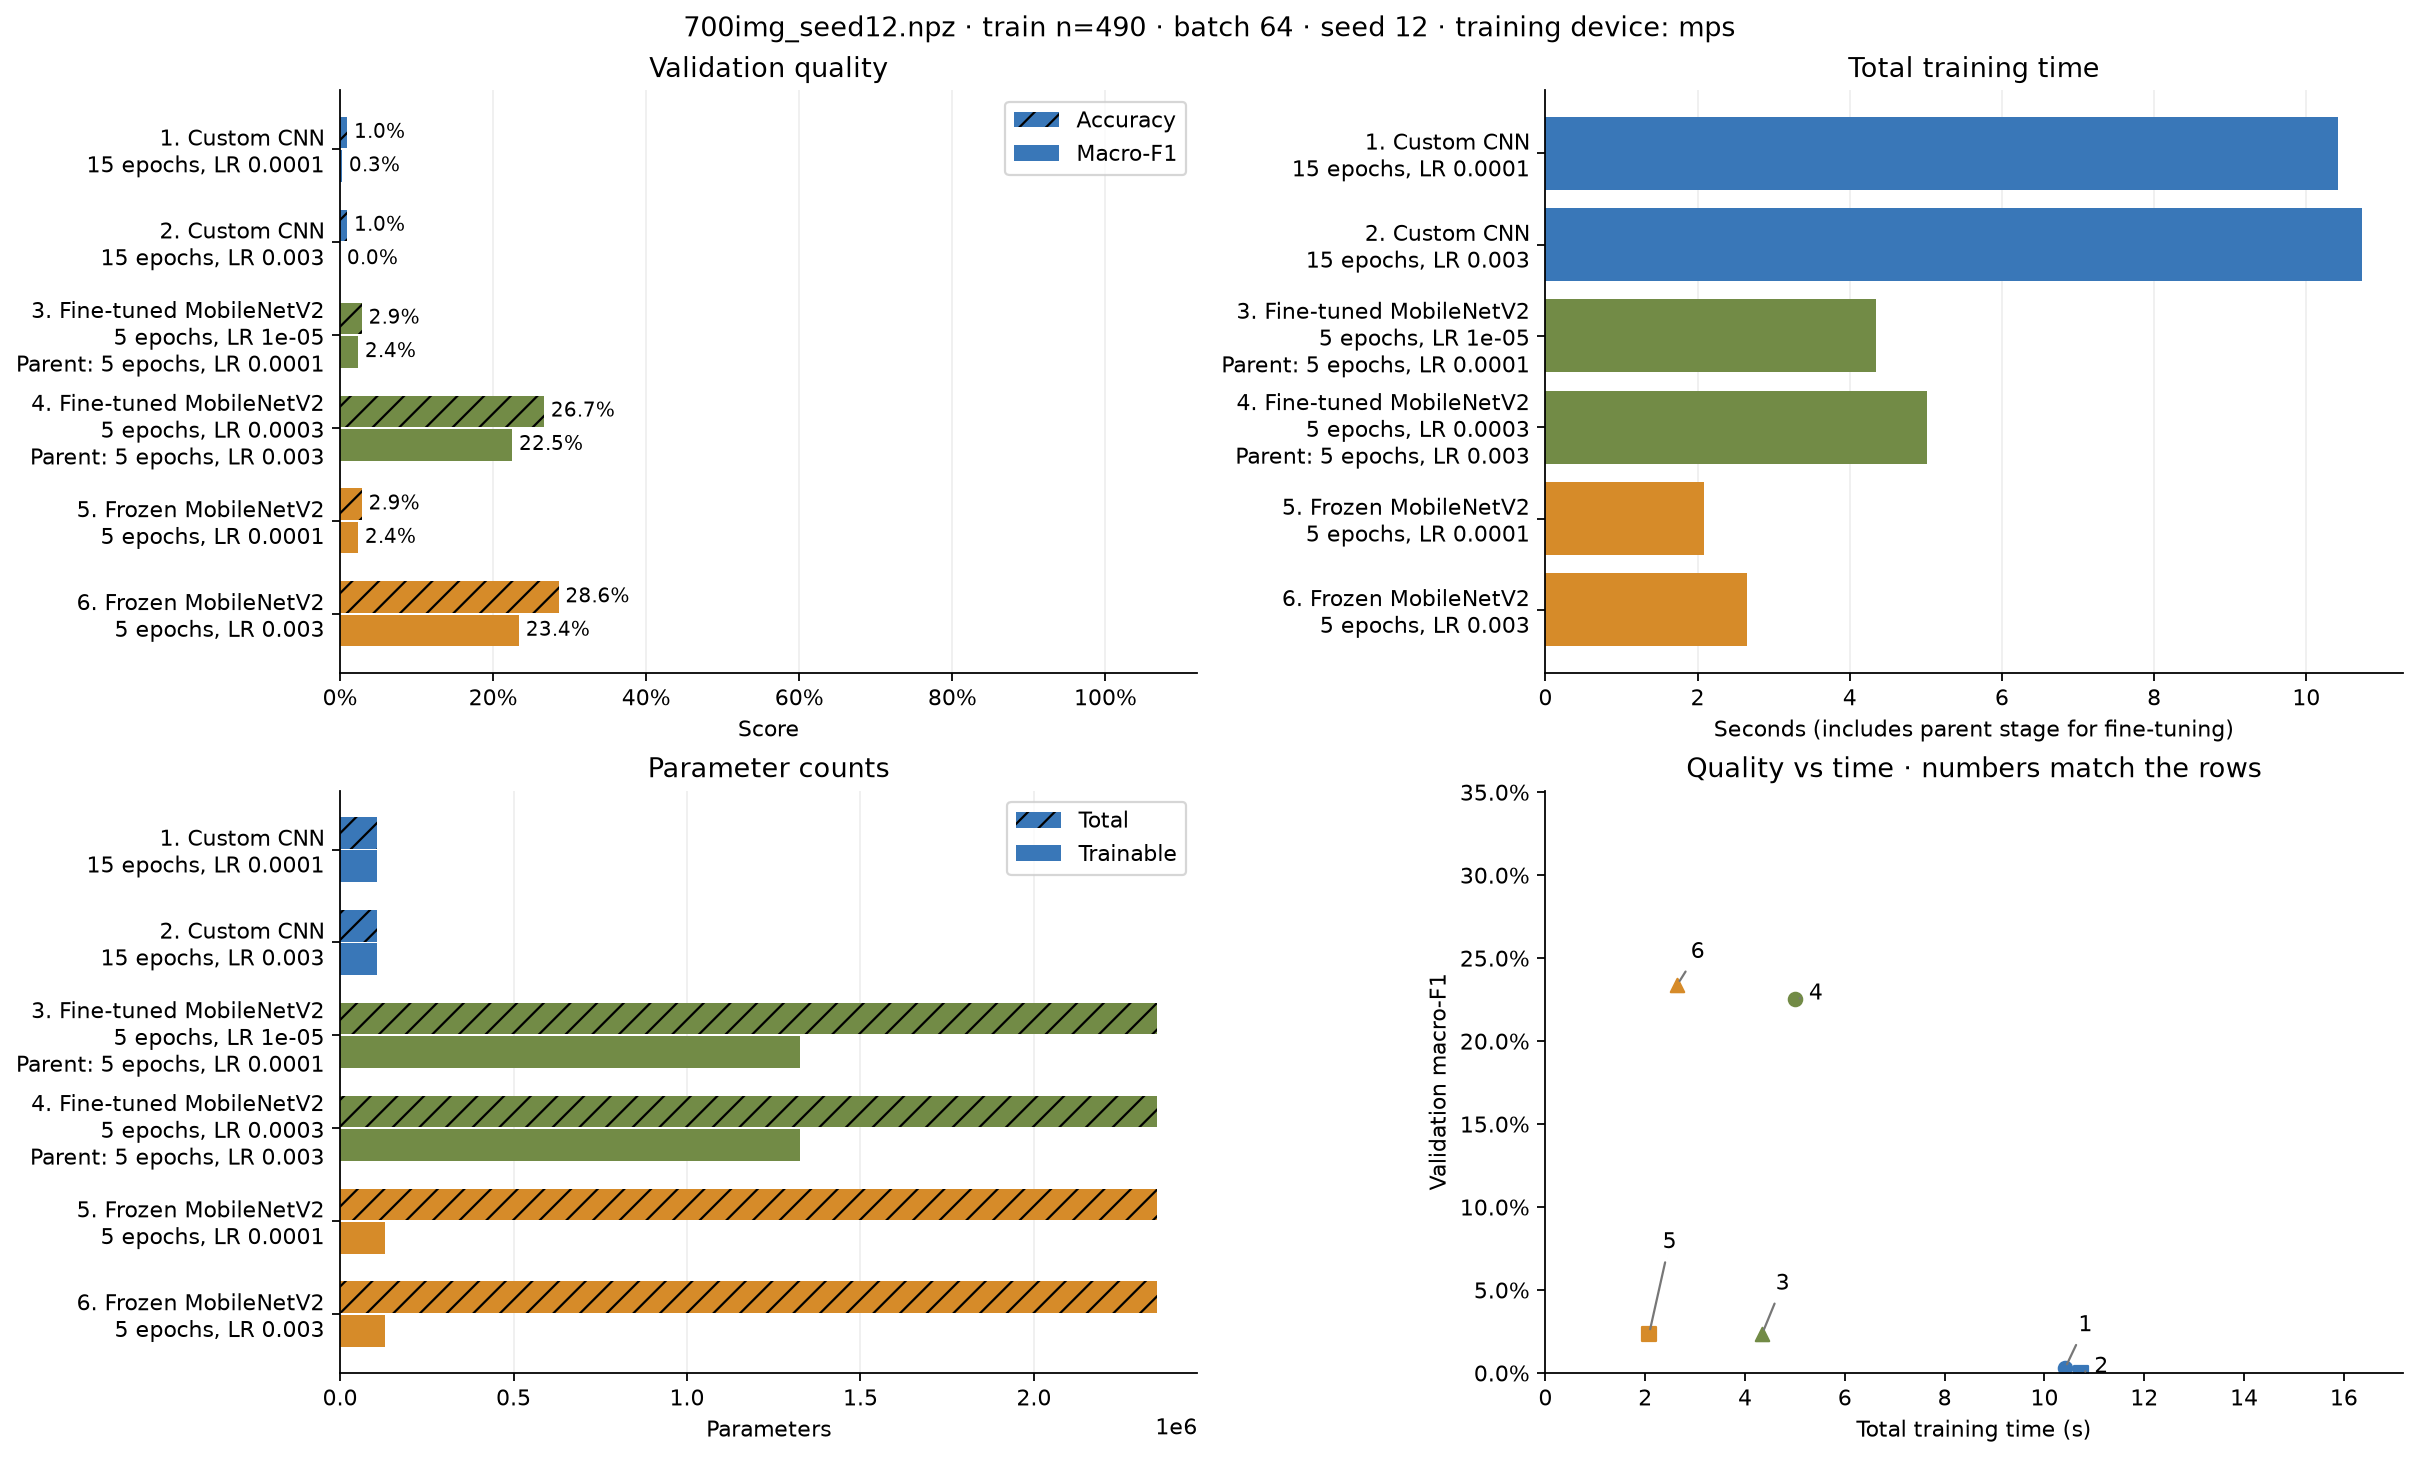 700img_seed12.npz · train n=490 · batch 64 · seed 12 · training device: mps
Validation quality
1. Custom CNN
15 epochs, LR 0.0001
2. Custom CNN
15 epochs, LR 0.003
3. Fine-tuned MobileNetV2
5 epochs, LR 1e-05
Parent: 5 epochs, LR 0.0001
4. Fine-tuned MobileNetV2
5 epochs, LR 0.0003
Parent: 5 epochs, LR 0.003
5. Frozen MobileNetV2
5 epochs, LR 0.0001
6. Frozen MobileNetV2
5 epochs, LR 0.003
1.0%
0.3%
1.0%
0.0%
2.9%
2.4%
26.7%
22.5%
2.9%
2.4%
28.6%
23.4%
Accuracy
Macro-F1
0% 20% 40% 60% 80% 100%
Score
Total training time
1. Custom CNN
15 epochs, LR 0.0001
2. Custom CNN
15 epochs, LR 0.003
3. Fine-tuned MobileNetV2
5 epochs, LR 1e-05
Parent: 5 epochs, LR 0.0001
4. Fine-tuned MobileNetV2
5 epochs, LR 0.0003
Parent: 5 epochs, LR 0.003
5. Frozen MobileNetV2
5 epochs, LR 0.0001
6. Frozen MobileNetV2
5 epochs, LR 0.003
0 2 4 6 8 10
Seconds (includes parent stage for fine-tuning)
Parameter counts
1. Custom CNN
15 epochs, LR 0.0001
2. Custom CNN
15 epochs, LR 0.003
3. Fine-tuned MobileNetV2
5 epochs, LR 1e-05
Parent: 5 epochs, LR 0.0001
4. Fine-tuned MobileNetV2
5 epochs, LR 0.0003
Parent: 5 epochs, LR 0.003
5. Frozen MobileNetV2
5 epochs, LR 0.0001
6. Frozen MobileNetV2
5 epochs, LR 0.003
Total
Trainable
0.0 0.5 1.0 1.5 2.0
1e6
Parameters
Quality vs time · numbers match the rows
35.0%
30.0%
25.0%
20.0%
15.0%
10.0%
5.0%
0.0%
Validation macro-F1
6
4
5
3
1
2
0 2 4 6 8 10 12 14 16
Total training time (s)